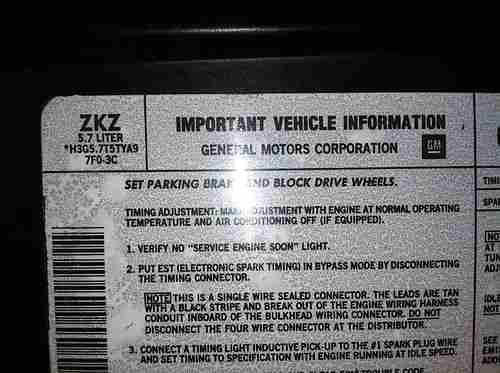 ZKZ
5.7 LITER
*H3G5.7T5TYA9
7F0-3C
IMPORTANT VEHICLE INFORMATION
GENERAL MOTORS CORPORATION GM
SET PARKING BRAKE AND BLOCK DRIVE WHEELS.
TIMING ADJUSTMENT: MAKE ADJUSTMENT WITH ENGINE AT NORMAL OPERATING
TEMPERATURE AND AIR CONDITIONING OFF (IF EQUIPPED).
1. VERIFY NO "SERVICE ENGINE SOON" LIGHT.
2. PUT EST (ELECTRONIC SPARK TIMING) IN BYPASS MODE BY DISCONNECTING
THE TIMING CONNECTOR.
NOTE THIS IS A SINGLE WIRE SEALED CONNECTOR. THE LEADS ARE TAN
WITH A BLACK STRIPE AND BREAK OUT OF THE ENGINE WIRING HARNESS
CONDUIT INBOARD OF THE BULKHEAD WIRING CONNECTOR. DO NOT
DISCONNECT THE FOUR WIRE CONNECTOR AT THE DISTRIBUTOR.
3. CONNECT A TIMING LIGHT INDUCTIVE PICK-UP TO THE #1 SPARK PLUG WIRE
AND SET TIMING TO SPECIFICATION WITH ENGINE RUNNING AT IDLE SPEED.